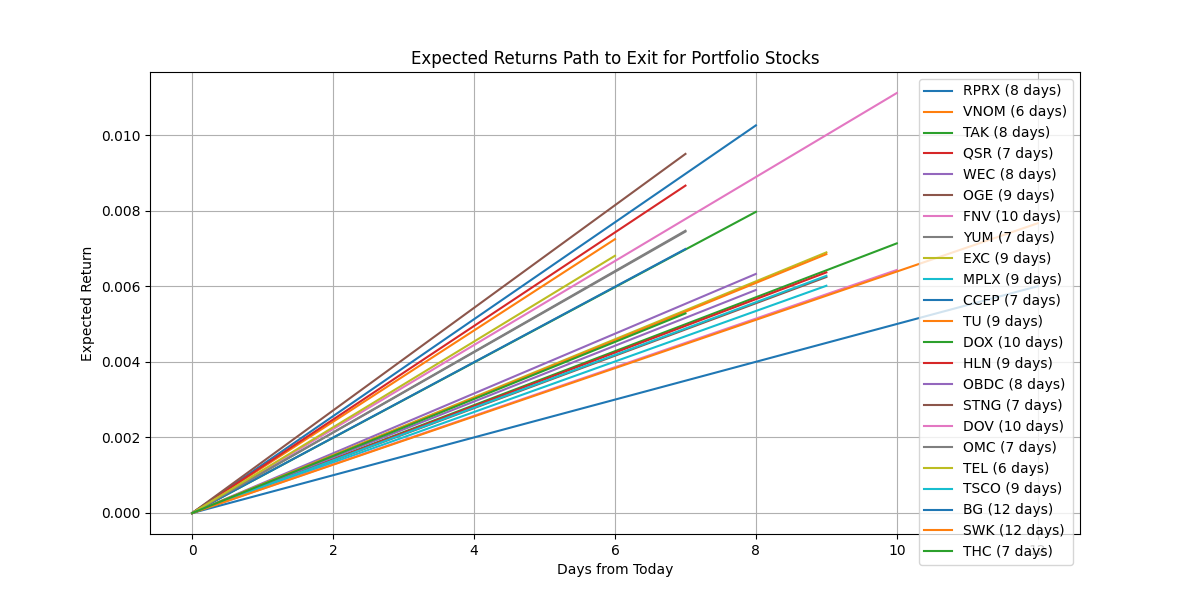 Expected Returns Path to Exit for Portfolio Stocks
Expected Return
0.010
0.008
0.006
0.004
0.002
0.000
0 2 4 6 8 10 12
Days from Today
RPRX (8 days)
VNOM (6 days)
TAK (8 days)
QSR (7 days)
WEC (8 days)
OGE (9 days)
FNV (10 days)
YUM (7 days)
EXC (9 days)
MPLX (9 days)
CCEP (7 days)
TU (9 days)
DOX (10 days)
HLN (9 days)
OBDC (8 days)
STNG (7 days)
DOV (10 days)
OMC (7 days)
TEL (6 days)
TSCO (9 days)
BG (12 days)
SWK (12 days)
THC (7 days)